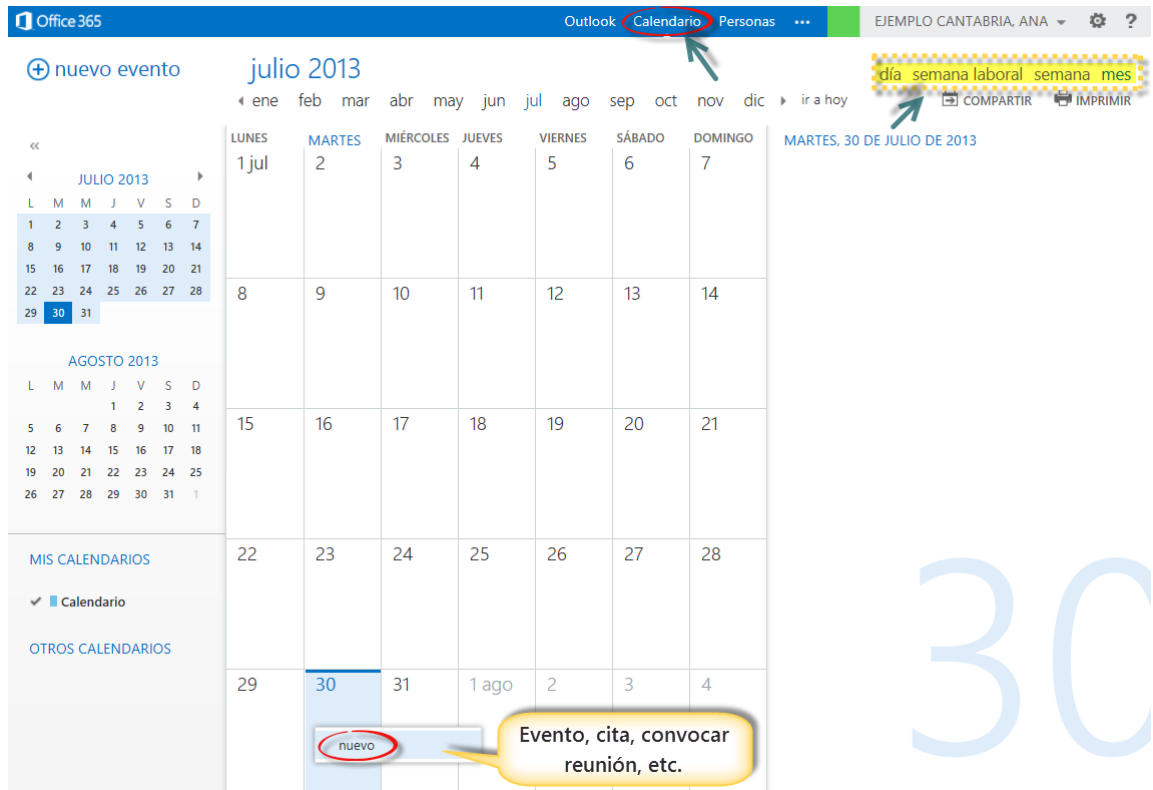 Office 365 Outlook Calendario Personas ••• EJEMPLO CANTABRIA, ANA ?
nuevo evento
julio 2013
día semana laboral semana mes
ene feb mar abr may jun jul ago sep oct nov dic ir a hoy
COMPARTIR IMPRIMIR
«
JULIO 2013
L M M J V S D
1 2 3 4 5 6 7
8 9 10 11 12 13 14
15 16 17 18 19 20 21
22 23 24 25 26 27 28
29 30 31
AGOSTO 2013
L M M J V S D
1 2 3 4
5 6 7 8 9 10 11
12 13 14 15 16 17 18
19 20 21 22 23 24 25
26 27 28 29 30 31 1
MIS CALENDARIOS
Calendario
OTROS CALENDARIOS
LUNES MARTES MIÉRCOLES JUEVES VIERNES SÁBADO DOMINGO
1 jul 2 3 4 5 6 7
8 9 10 11 12 13 14
15 16 17 18 19 20 21
22 23 24 25 26 27 28
29 30 31 1 ago 2 3 4
nuevo
Evento, cita, convocar
reunión, etc.
MARTES, 30 DE JULIO DE 2013
30